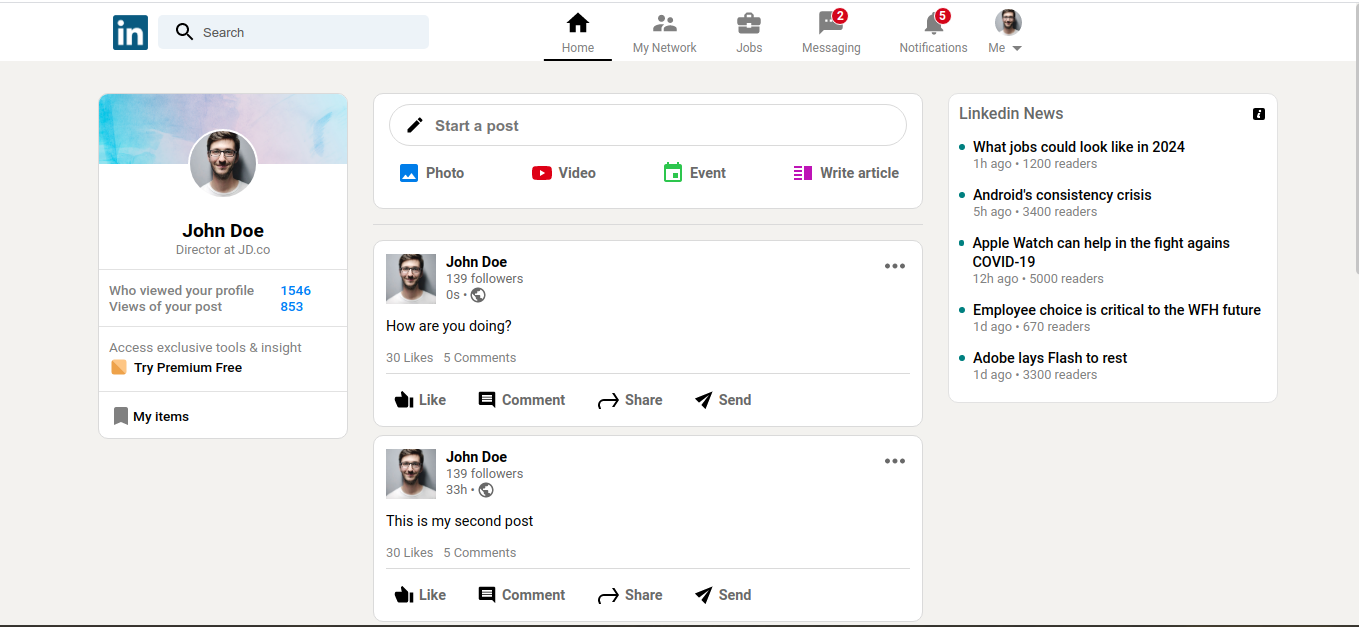 in Search
Home My Network Jobs 2 Messaging 5 Notifications Me
John Doe
Director at JD.co
Who viewed your profile 1546
Views of your post 853
Access exclusive tools & insight
Try Premium Free
My items
Start a post
Photo Video Event Write article
John Doe
139 followers
0s •
How are you doing?
30 Likes 5 Comments
Like Comment Share Send
John Doe
139 followers
33h •
This is my second post
30 Likes 5 Comments
Like Comment Share Send
Linkedin News
What jobs could look like in 2024
1h ago • 1200 readers
Android's consistency crisis
5h ago • 3400 readers
Apple Watch can help in the fight agains
COVID-19
12h ago • 5000 readers
Employee choice is critical to the WFH future
1d ago • 670 readers
Adobe lays Flash to rest
1d ago • 3300 readers